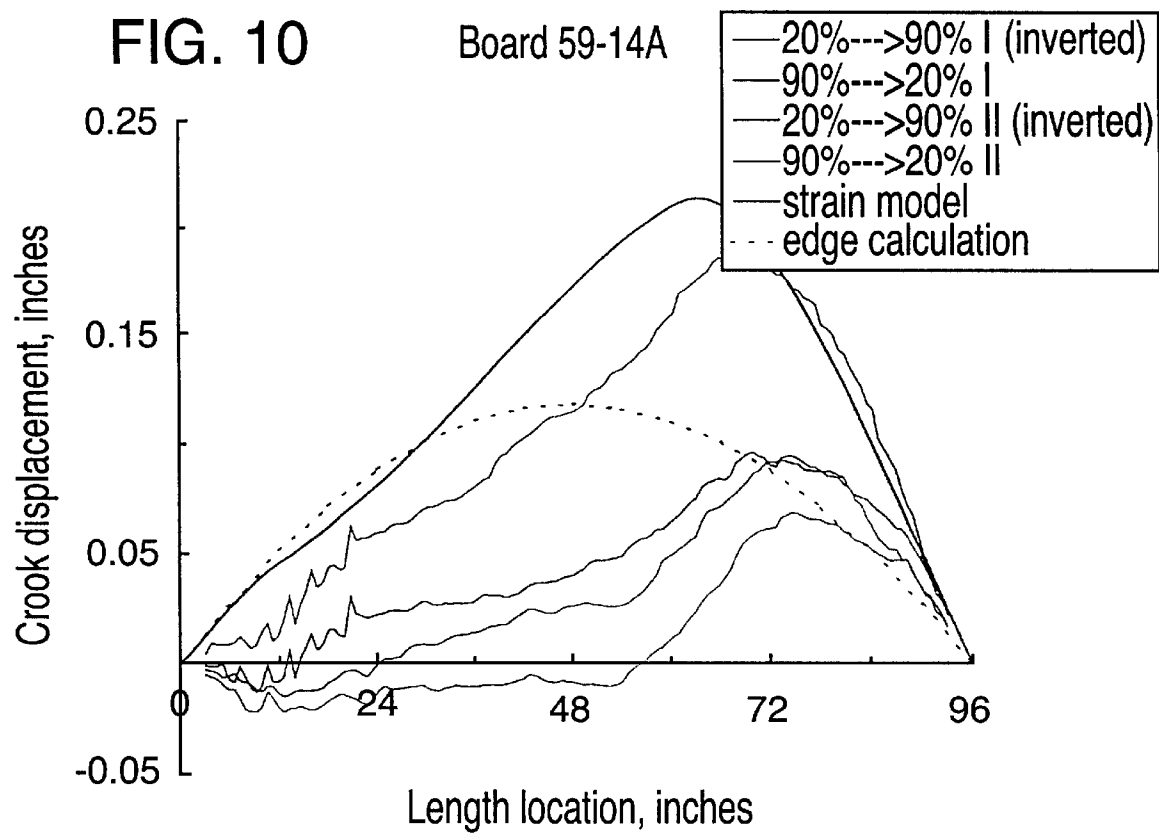 FIG. 10
Board 59-14A
20%--->90% I (inverted)
90%--->20% I
20%--->90% II (inverted)
90%--->20% II
strain model
edge calculation
Crook displacement, inches
0.25
0.15
0.05
-0.05
0
24
48
72
96
Length location, inches